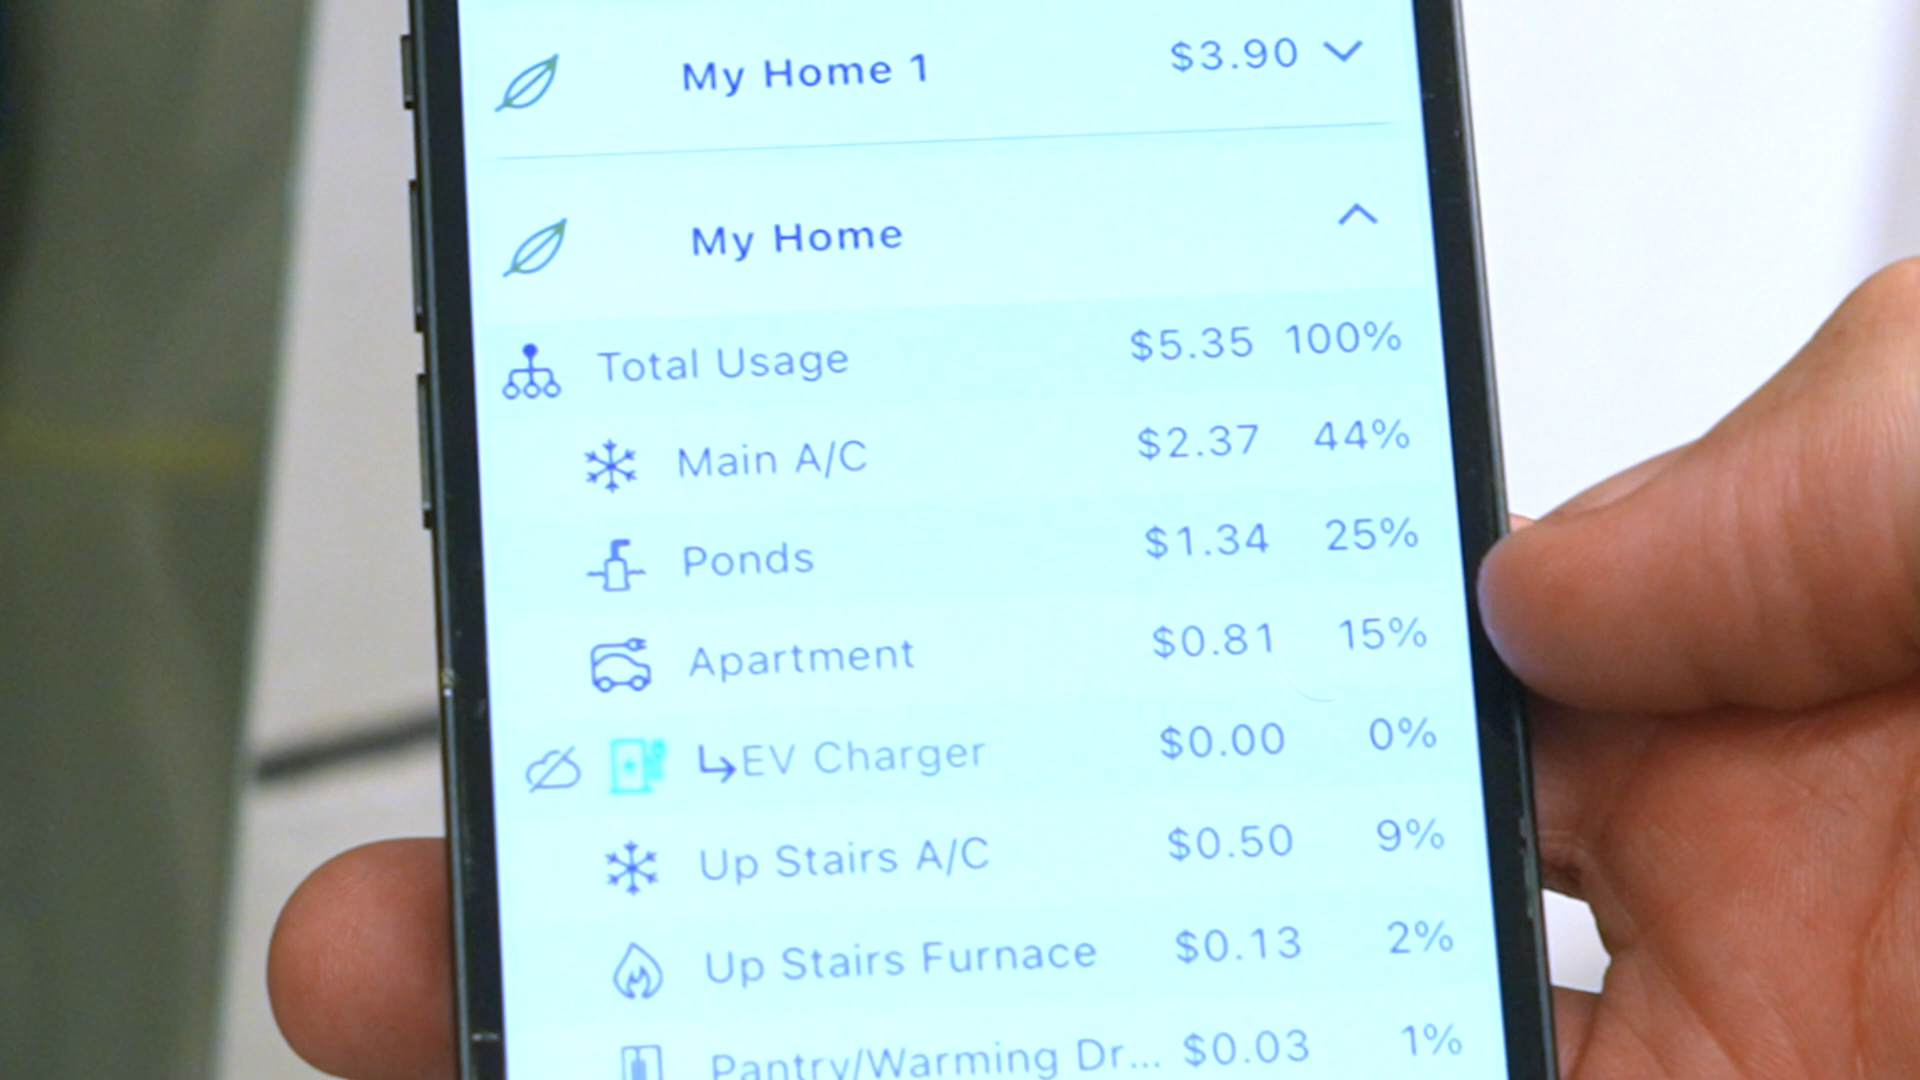 My Home 1 $3.90
My Home
Total Usage $5.35 100%
Main A/C $2.37 44%
Ponds $1.34 25%
Apartment $0.81 15%
↳EV Charger $0.00 0%
Up Stairs A/C $0.50 9%
Up Stairs Furnace $0.13 2%
Pantry/Warming Dr... $0.03 1%